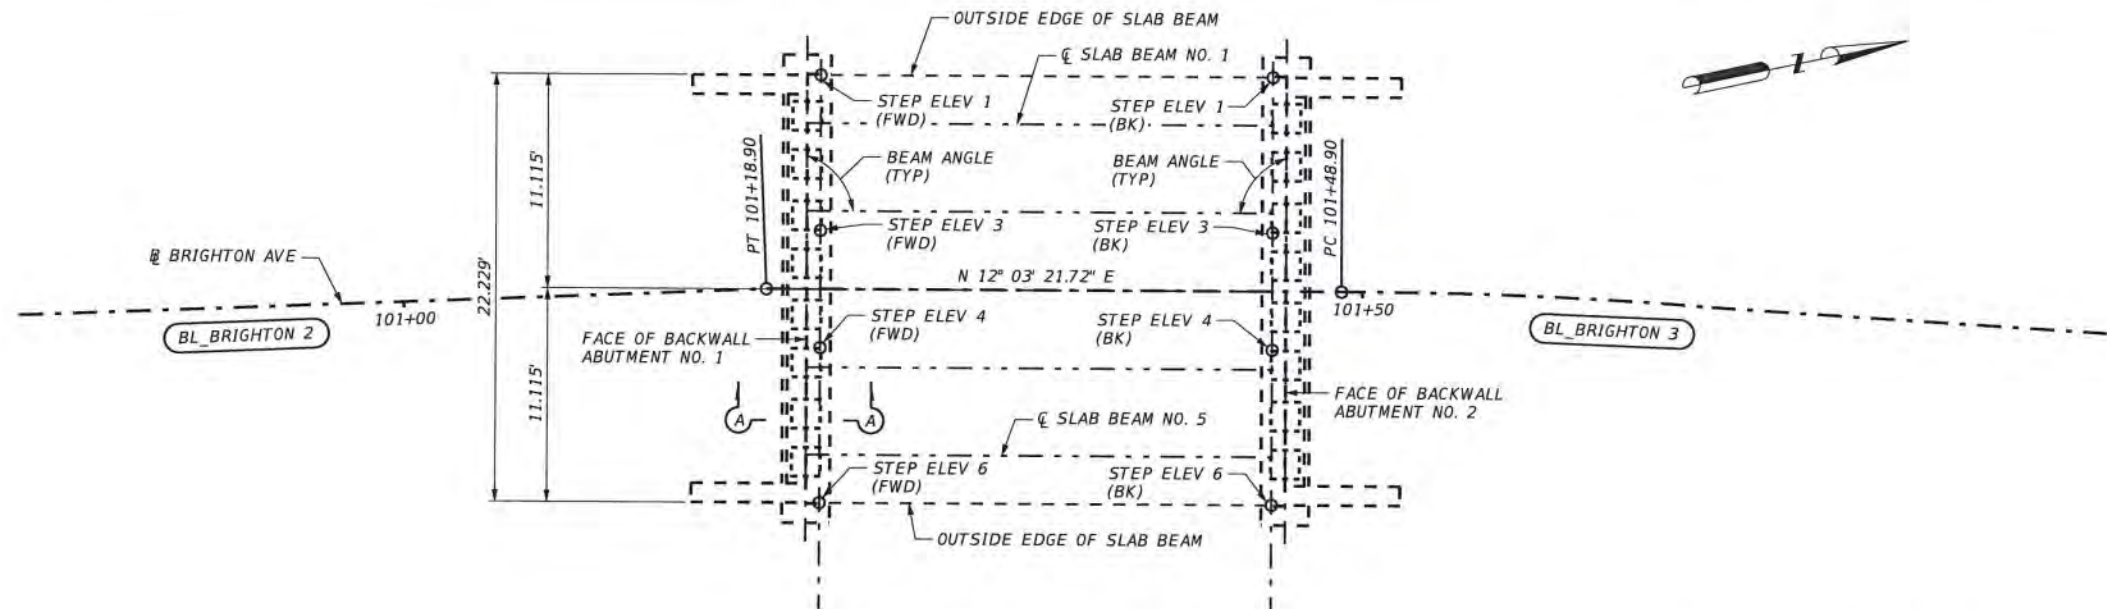 OUTSIDE EDGE OF SLAB BEAM
℄ SLAB BEAM NO. 1
Z
STEP ELEV 1
(FWD)
STEP ELEV 1
(BK)
11.115'
PT 101+18.90
BEAM ANGLE
(TYP)
BEAM ANGLE
(TYP)
PC 101+48.90
STEP ELEV 3
(FWD)
STEP ELEV 3
(BK)
BL BRIGHTON AVE
22.229'
N 12° 03' 21.72" E
101+00
101+50
BL_BRIGHTON 2
STEP ELEV 4
(FWD)
STEP ELEV 4
(BK)
BL_BRIGHTON 3
FACE OF BACKWALL
ABUTMENT NO. 1
11.115'
FACE OF BACKWALL
ABUTMENT NO. 2
A
A
℄ SLAB BEAM NO. 5
STEP ELEV 6
(FWD)
STEP ELEV 6
(BK)
OUTSIDE EDGE OF SLAB BEAM